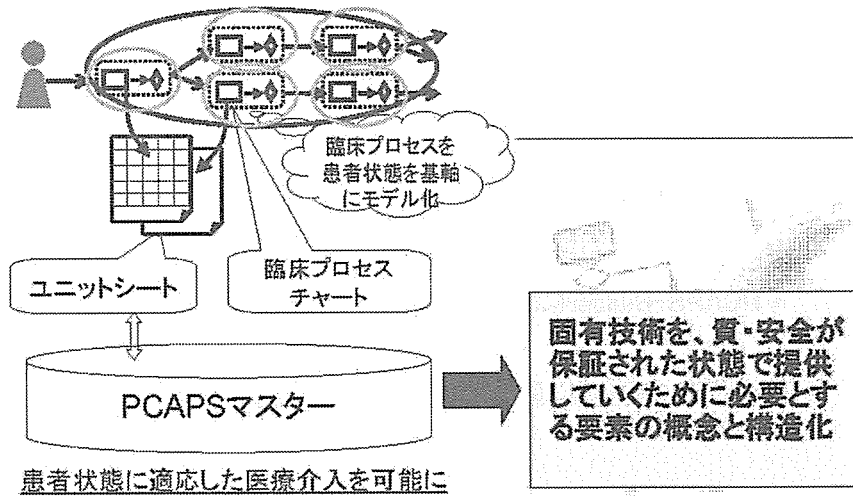 臨床プロセスを
患者状態を基軸
にモデル化
ユニットシート
臨床プロセス
チャート
PCAPSマスター
患者状態に適応した医療介入を可能に
固有技術を、質・安全が
保証された状態で提供
していくために必要とす
る要素の概念と構造化